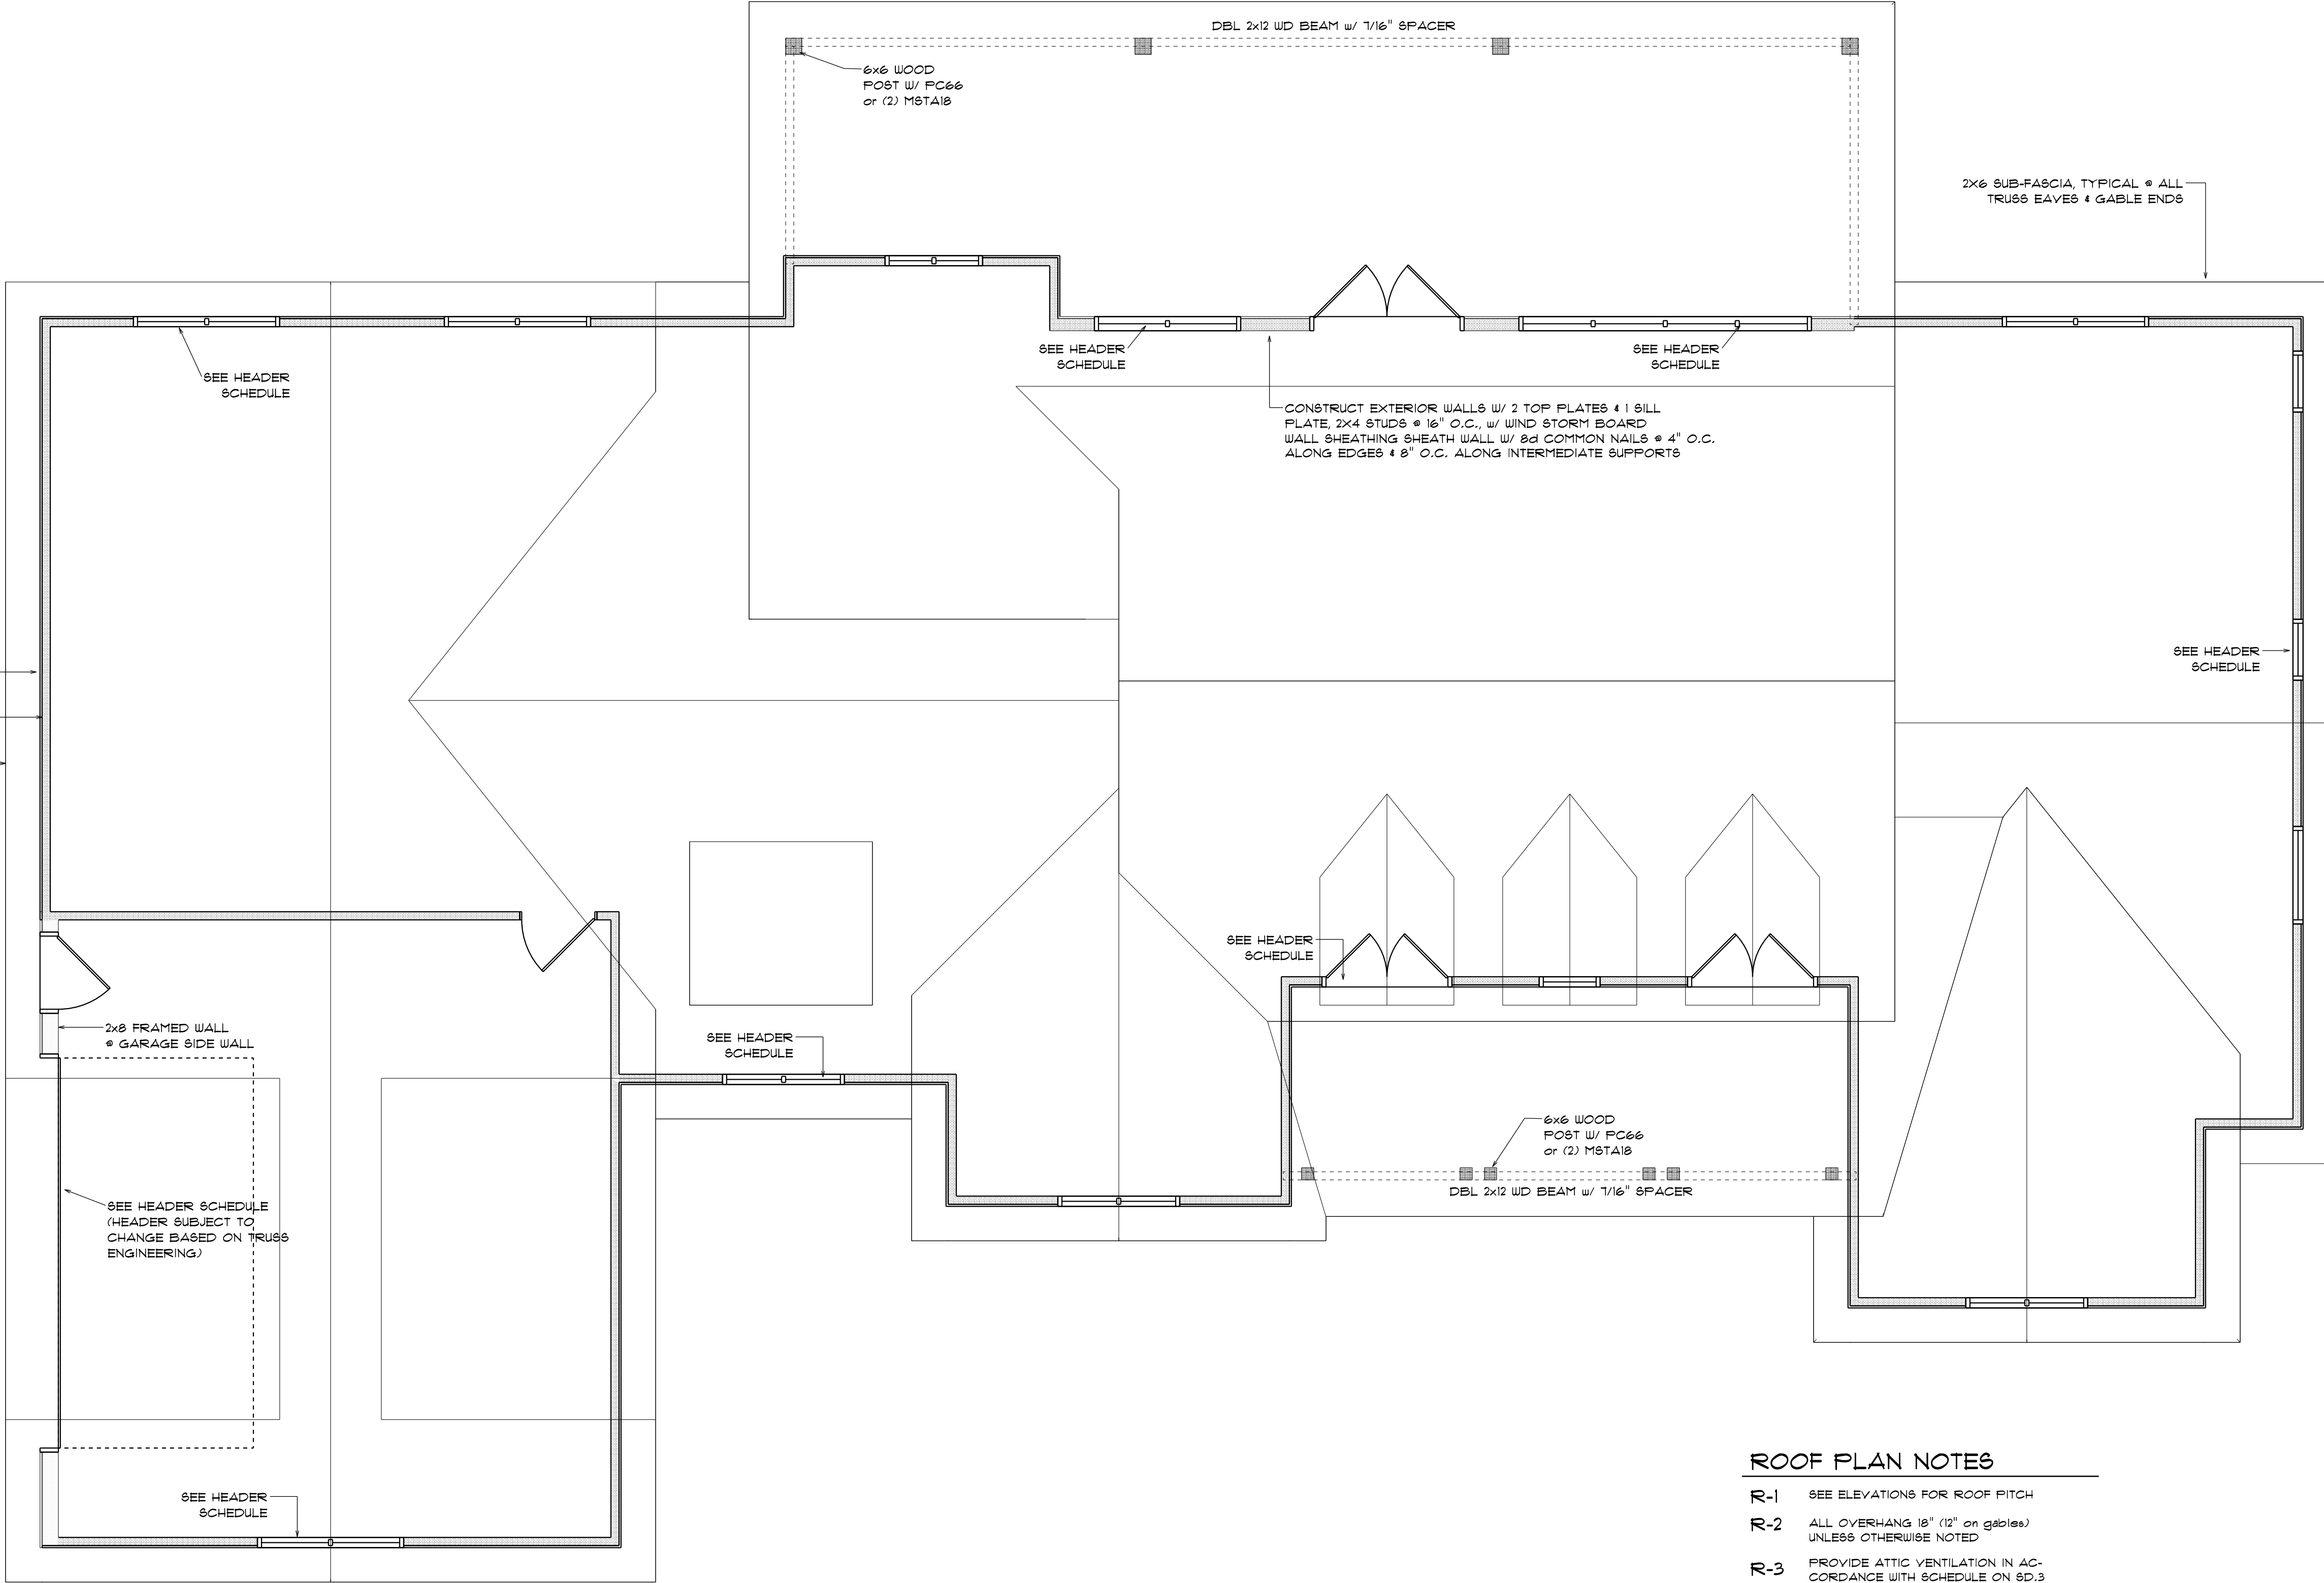 DBL 2x12 WD BEAM w/ 7/16" SPACER
6x6 WOOD
POST W/ PC66
or (2) MSTA18
2X6 SUB-FASCIA, TYPICAL @ ALL
TRUSS EAVES & GABLE ENDS
SEE HEADER
SCHEDULE
SEE HEADER
SCHEDULE
SEE HEADER
SCHEDULE
CONSTRUCT EXTERIOR WALLS W/ 2 TOP PLATES & 1 SILL
PLATE, 2X4 STUDS @ 16" O.C., w/ WIND STORM BOARD
WALL SHEATHING SHEATH WALL W/ 8d COMMON NAILS @ 4" O.C.
ALONG EDGES & 8" O.C. ALONG INTERMEDIATE SUPPORTS
SEE HEADER
SCHEDULE
SEE HEADER
SCHEDULE
2x8 FRAMED WALL
@ GARAGE SIDE WALL
SEE HEADER
SCHEDULE
6x6 WOOD
POST W/ PC66
or (2) MSTA18
DBL 2x12 WD BEAM w/ 7/16" SPACER
SEE HEADER SCHEDULE
(HEADER SUBJECT TO
CHANGE BASED ON TRUSS
ENGINEERING)
SEE HEADER
SCHEDULE
ROOF PLAN NOTES
R-1 SEE ELEVATIONS FOR ROOF PITCH
R-2 ALL OVERHANG 18" (12" on gables)
UNLESS OTHERWISE NOTED
R-3 PROVIDE ATTIC VENTILATION IN AC-
CORDANCE WITH SCHEDULE ON SD.3